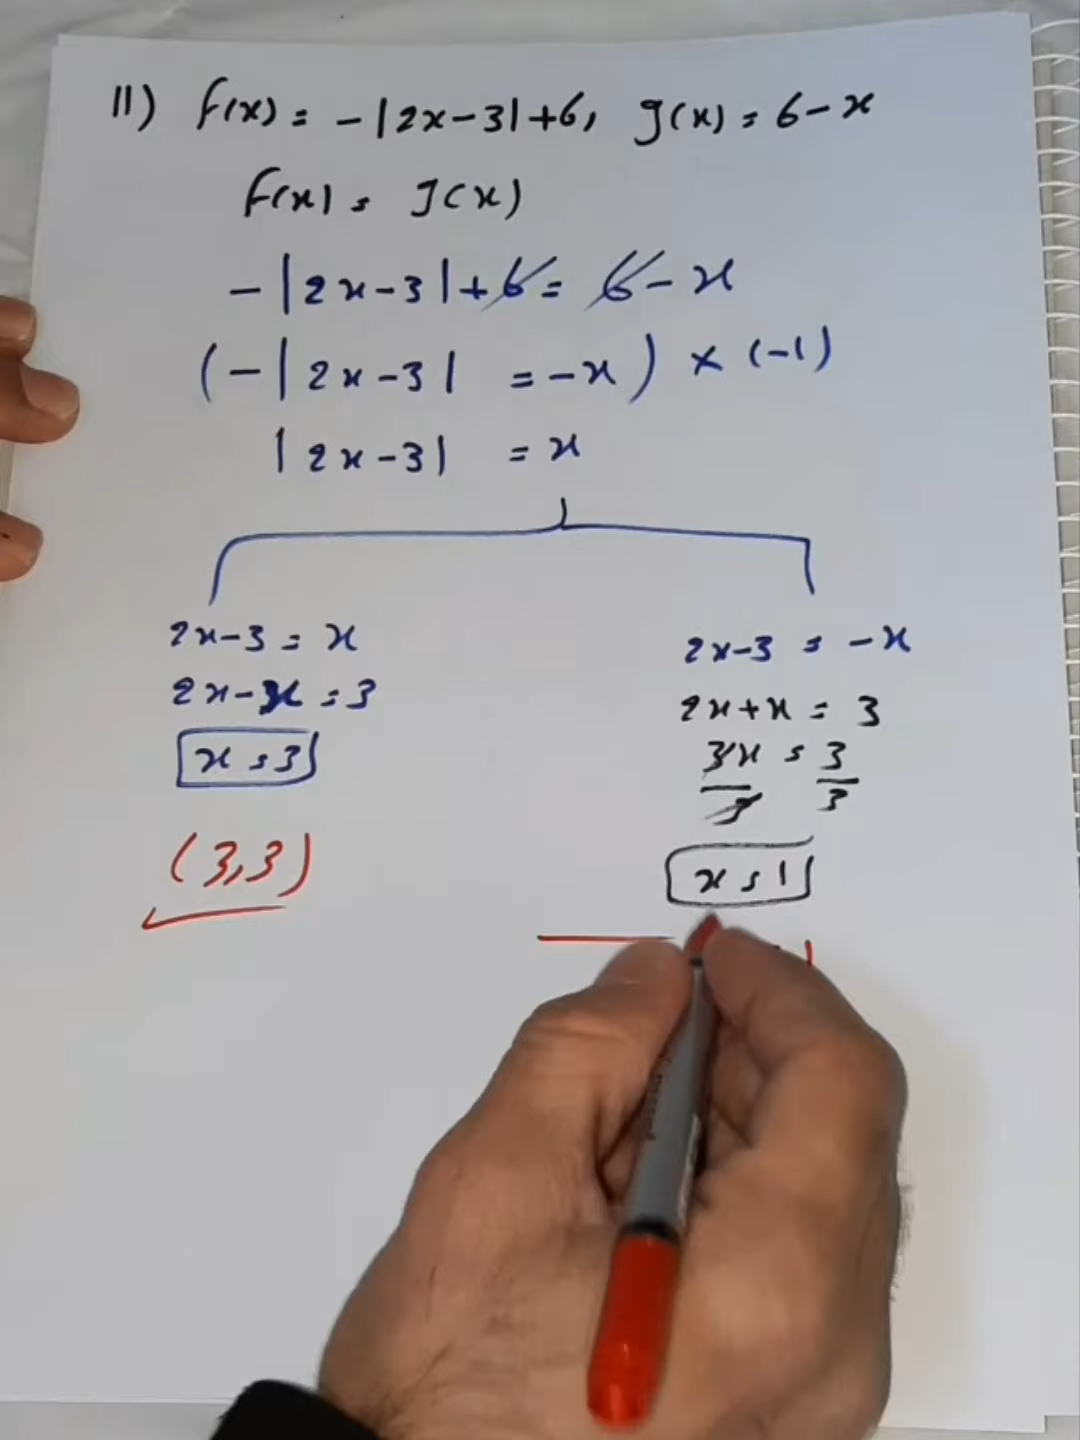 11) f(x) = -|2x-3|+6, g(x) = 6-x
f(x) = g(x)
-|2x-3|+6 = 6-x
(-|2x-3| = -x) × (-1)
|2x-3| = x
2x-3 = x
2x-x = 3
x = 3
(3,3)
2x-3 = -x
2x+x = 3
3x = 3
3 3
x = 1